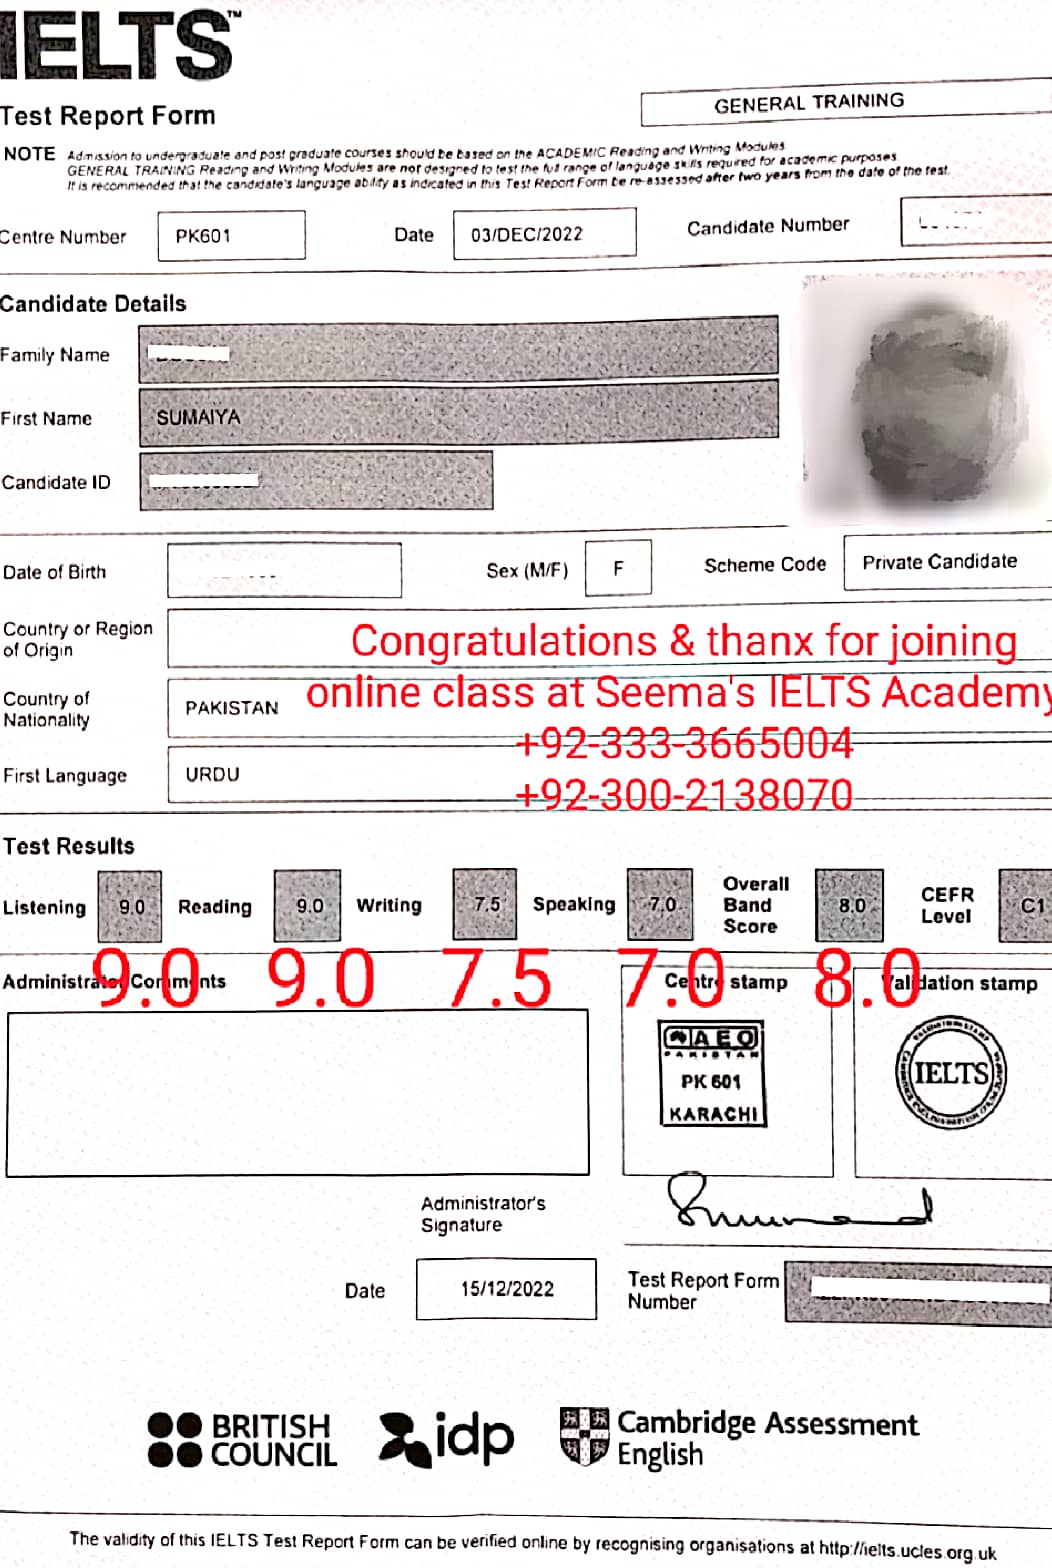 IELTS™
Test Report Form
GENERAL TRAINING
NOTE Admission to undergraduate and post graduate courses should be based on the ACADEMIC Reading and Writing Modules.
GENERAL TRAINING Reading and Writing Modules are not designed to test the full range of language skills required for academic purposes.
It is recommended that the candidate's language ability as indicated in this Test Report Form be re-assessed after two years from the date of the test.
Centre Number PK601 Date 03/DEC/2022 Candidate Number
Candidate Details
Family Name
First Name SUMAIYA
Candidate ID
Date of Birth Sex (M/F) F Scheme Code Private Candidate
Country or Region
of Origin
Congratulations & thanx for joining
online class at Seema's IELTS Academy
+92-333-3665004
+92-300-2138070
Country of
Nationality PAKISTAN
First Language URDU
Test Results
Listening 9.0 Reading 9.0 Writing 7.5 Speaking 7.0 Overall
Band
Score 8.0 CEFR
Level C1
9.0 9.0 7.5 7.0 8.0
Administrator Comments Centre stamp Validation stamp
AEO
PAKISTAN
PK 601
KARACHI
IELTS
Administrator's
Signature
Date 15/12/2022 Test Report Form
Number
BRITISH
COUNCIL
idp
Cambridge Assessment
English
The validity of this IELTS Test Report Form can be verified online by recognising organisations at http://ielts.ucles.org.uk